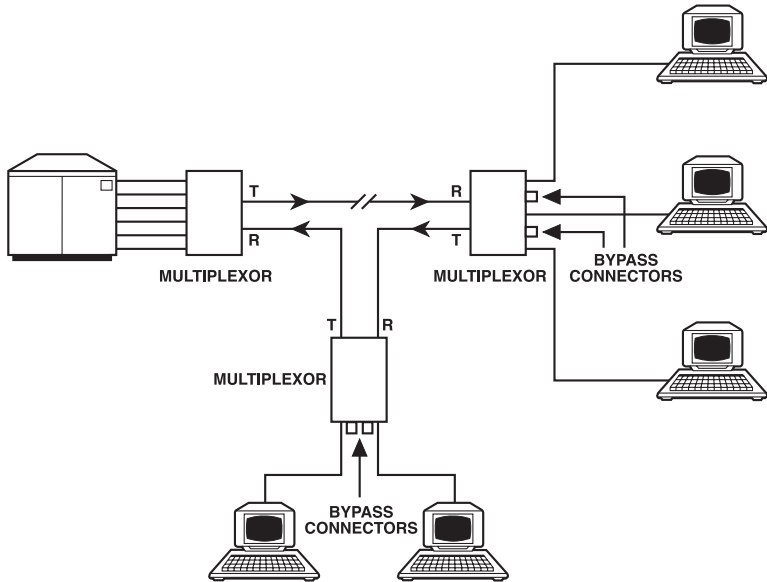 T
R
R
T
MULTIPLEXOR
MULTIPLEXOR
BYPASS
CONNECTORS
T
R
MULTIPLEXOR
BYPASS
CONNECTORS